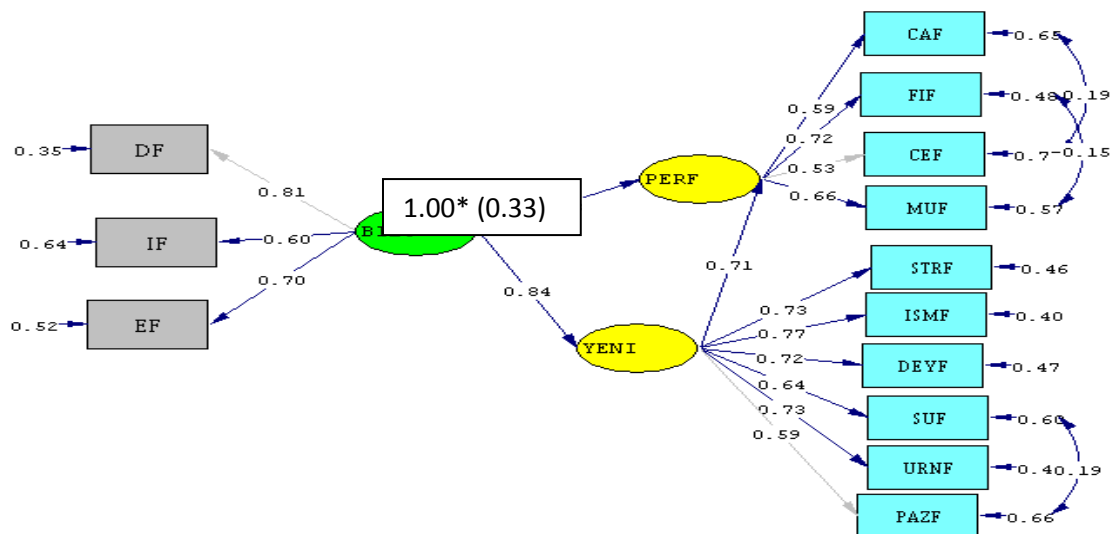 CAF
0.65
0.19
0.59
FIF
0.48
0.72
0.15
0.35
DF
CEF
0.7
0.53
PERF
0.81
0.66
MUF
0.57
1.00* (0.33)
0.64
IF
0.60
0.71
STRF
0.46
0.70
0.84
0.73
ISMF
0.40
0.52
EF
0.77
YENI
0.72
DEYF
0.47
0.64
0.73
SUF
0.60
0.59
URNF
0.4
0.19
PAZF
0.66